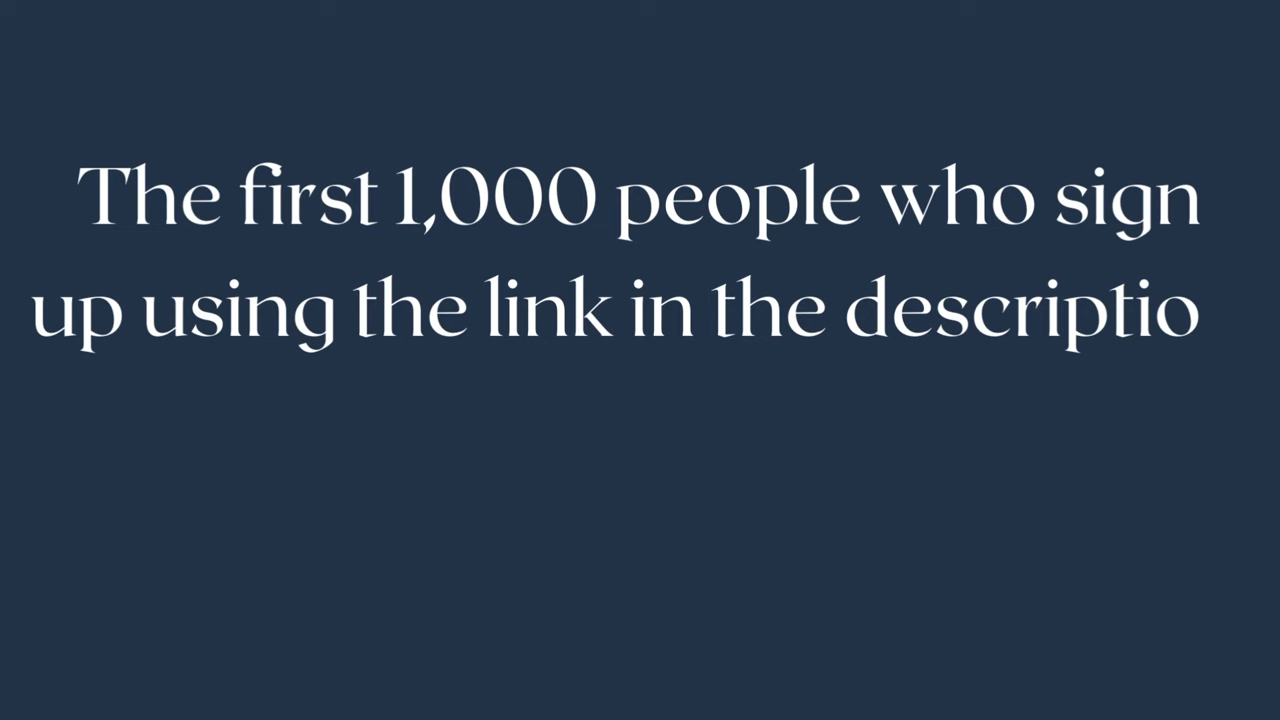 The first 1,000 people who sign
up using the link in the descriptio